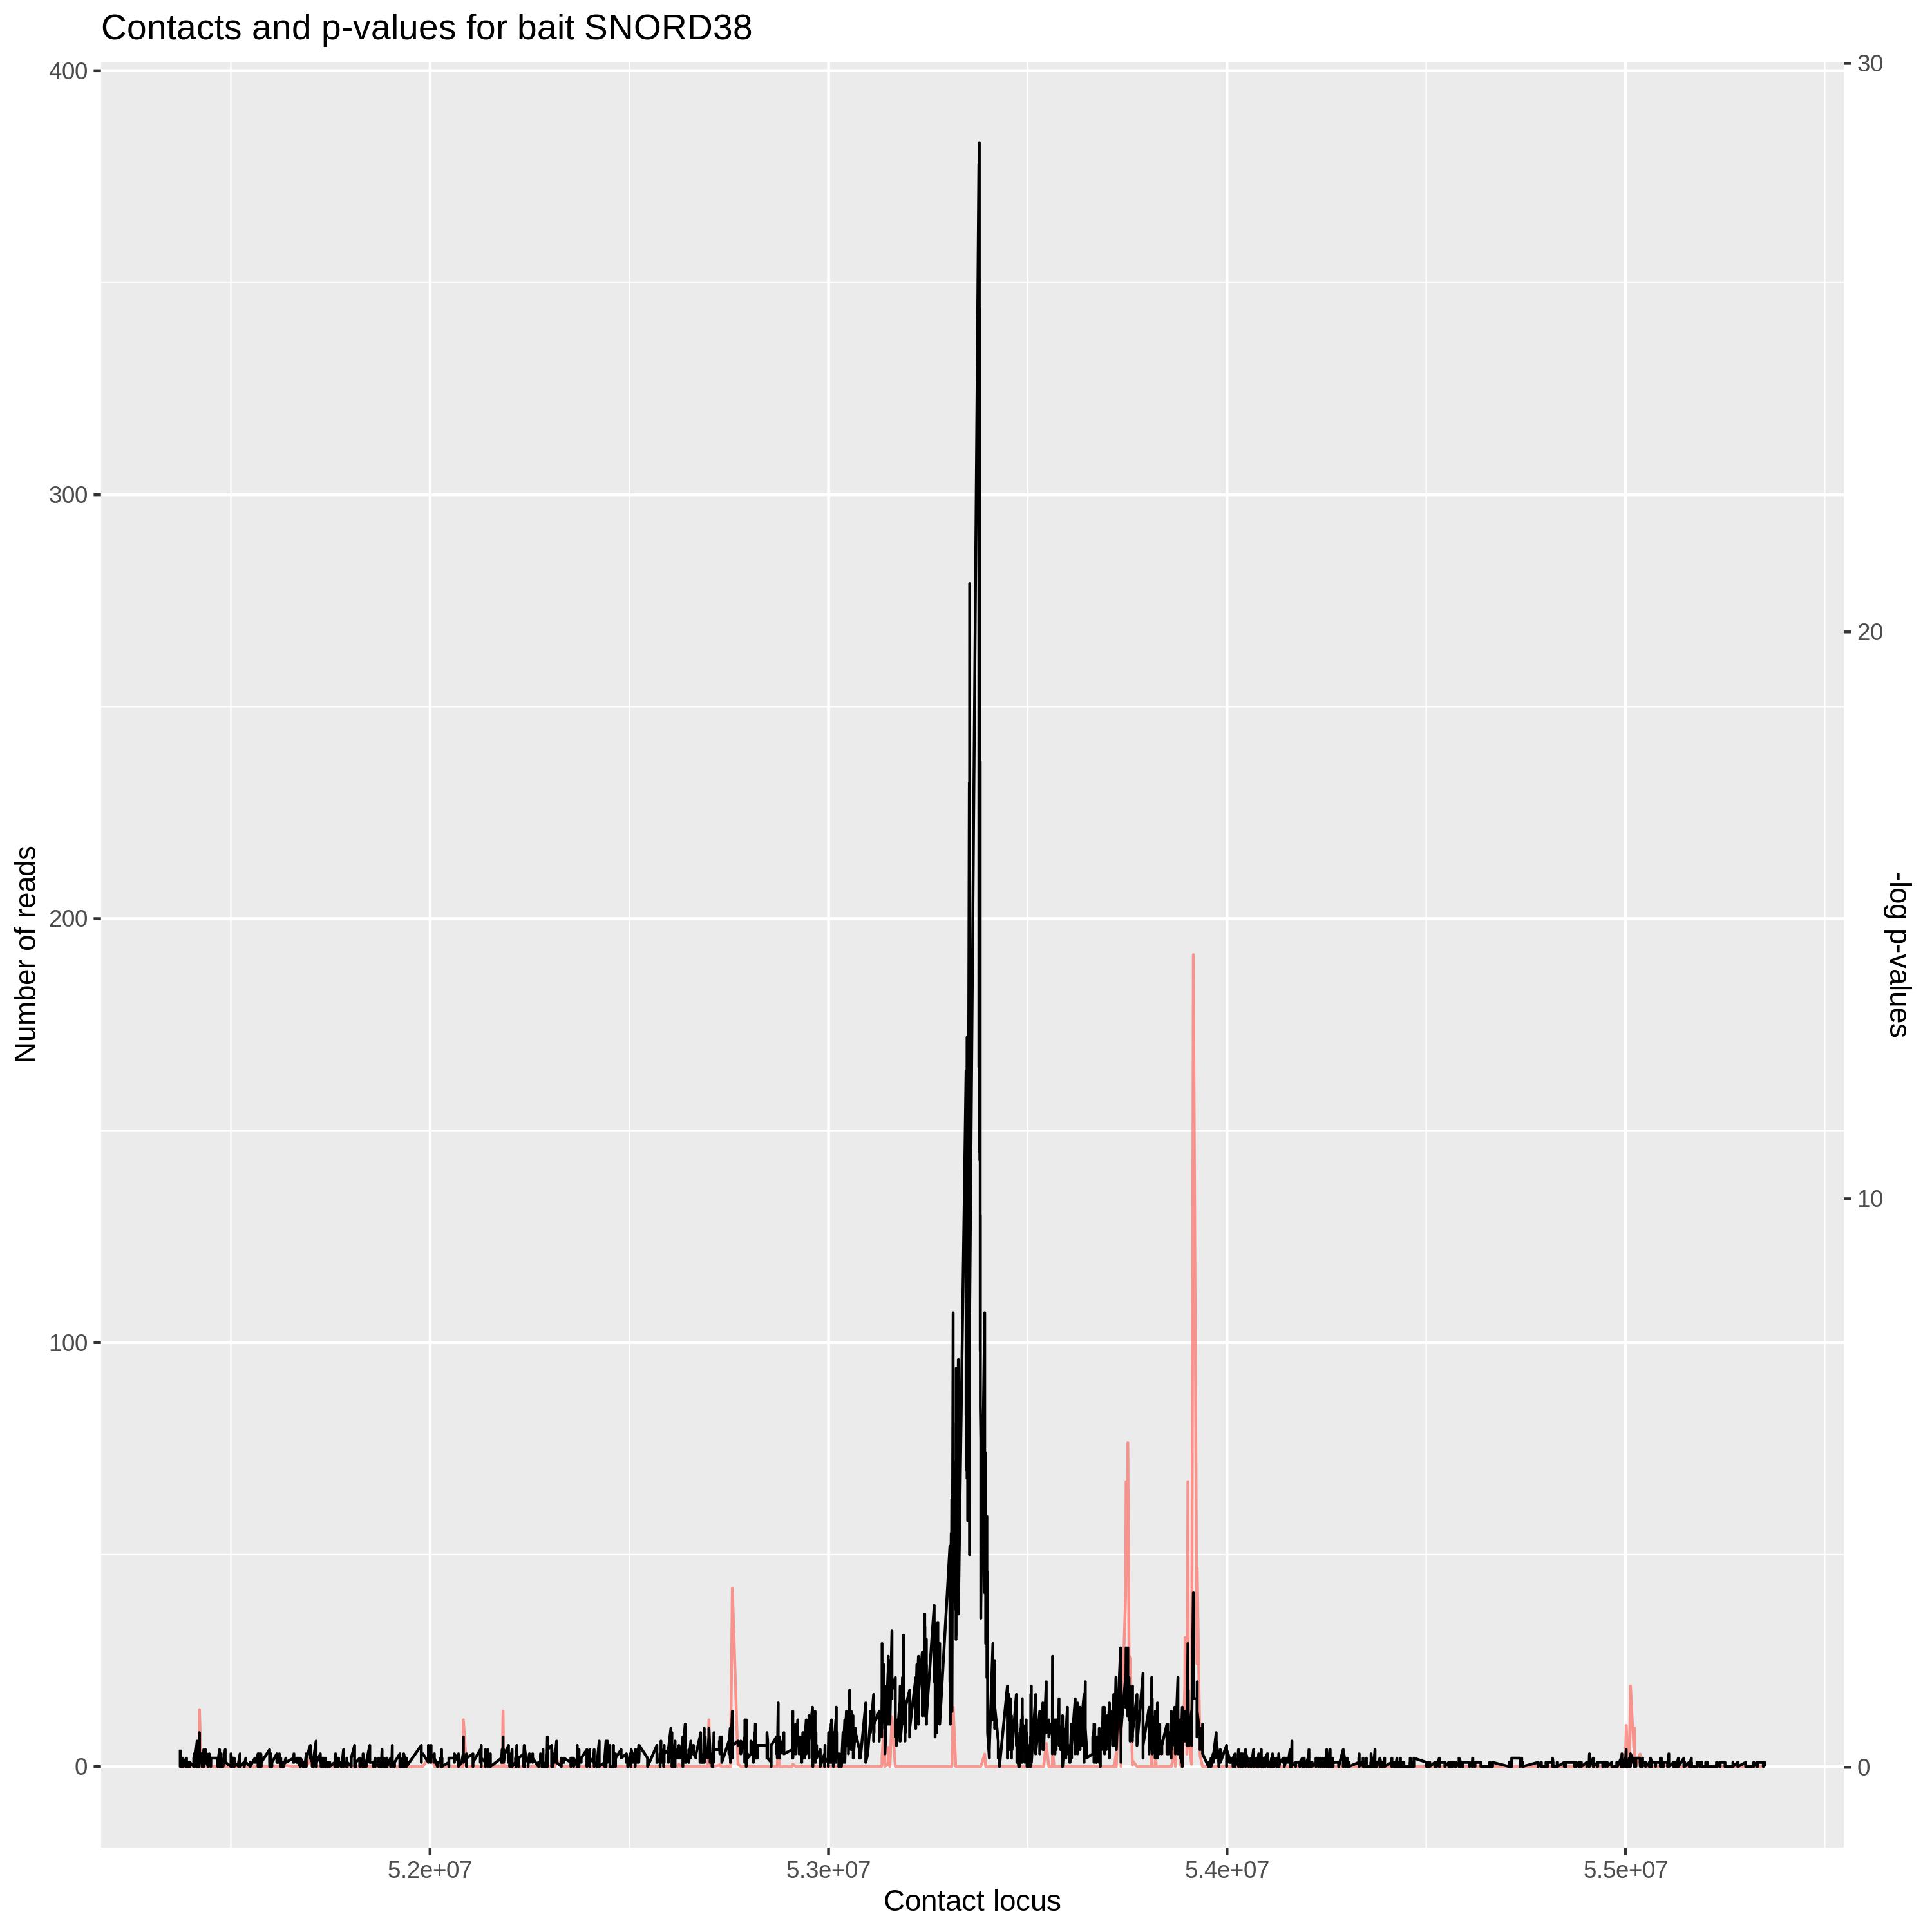 Contacts and p-values for bait SNORD38
400
300
200
100
0
Number of reads
30
20
10
0
-log p-values
5.2e+07
5.3e+07
5.4e+07
5.5e+07
Contact locus